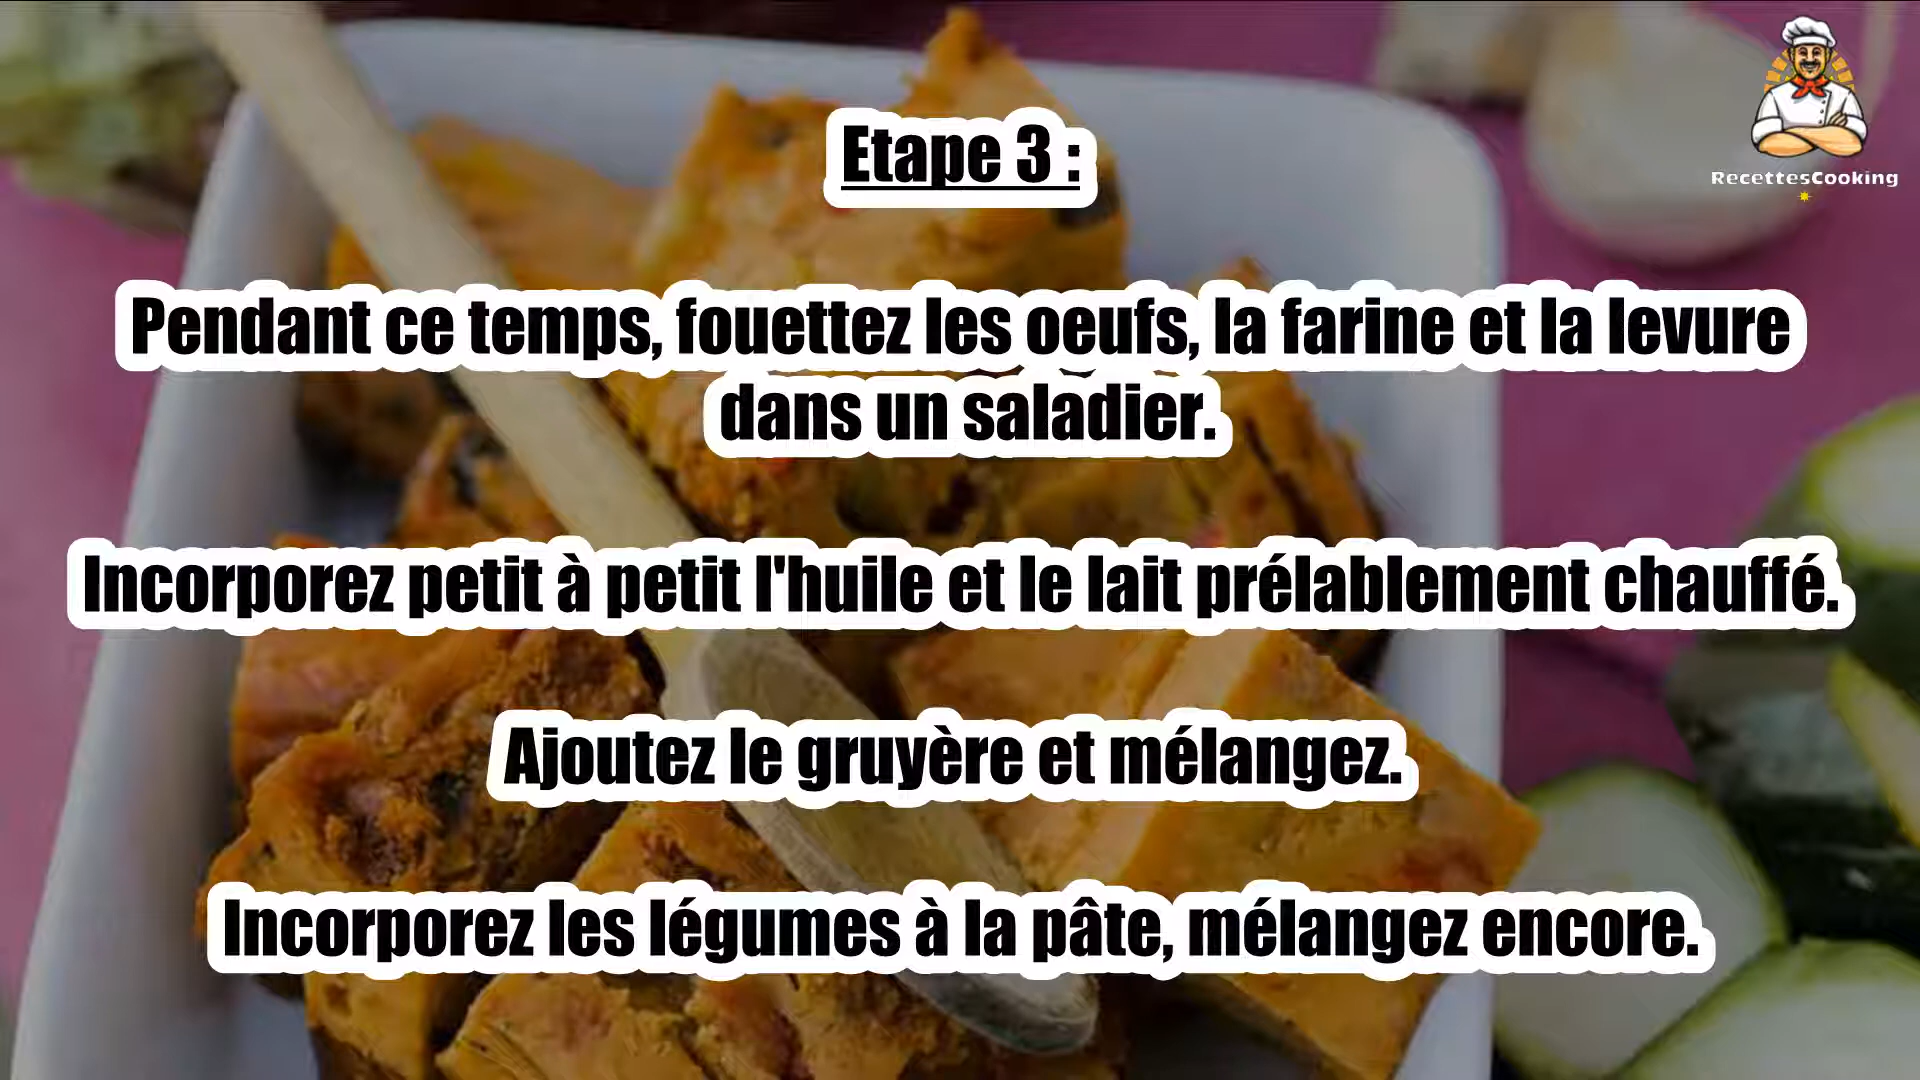 Etape 3 :
RecettesCooking
Pendant ce temps, fouettez les oeufs, la farine et la levure
dans un saladier.
Incorporez petit à petit l'huile et le lait prélablement chauffé.
Ajoutez le gruyère et mélangez.
Incorporez les légumes à la pâte, mélangez encore.